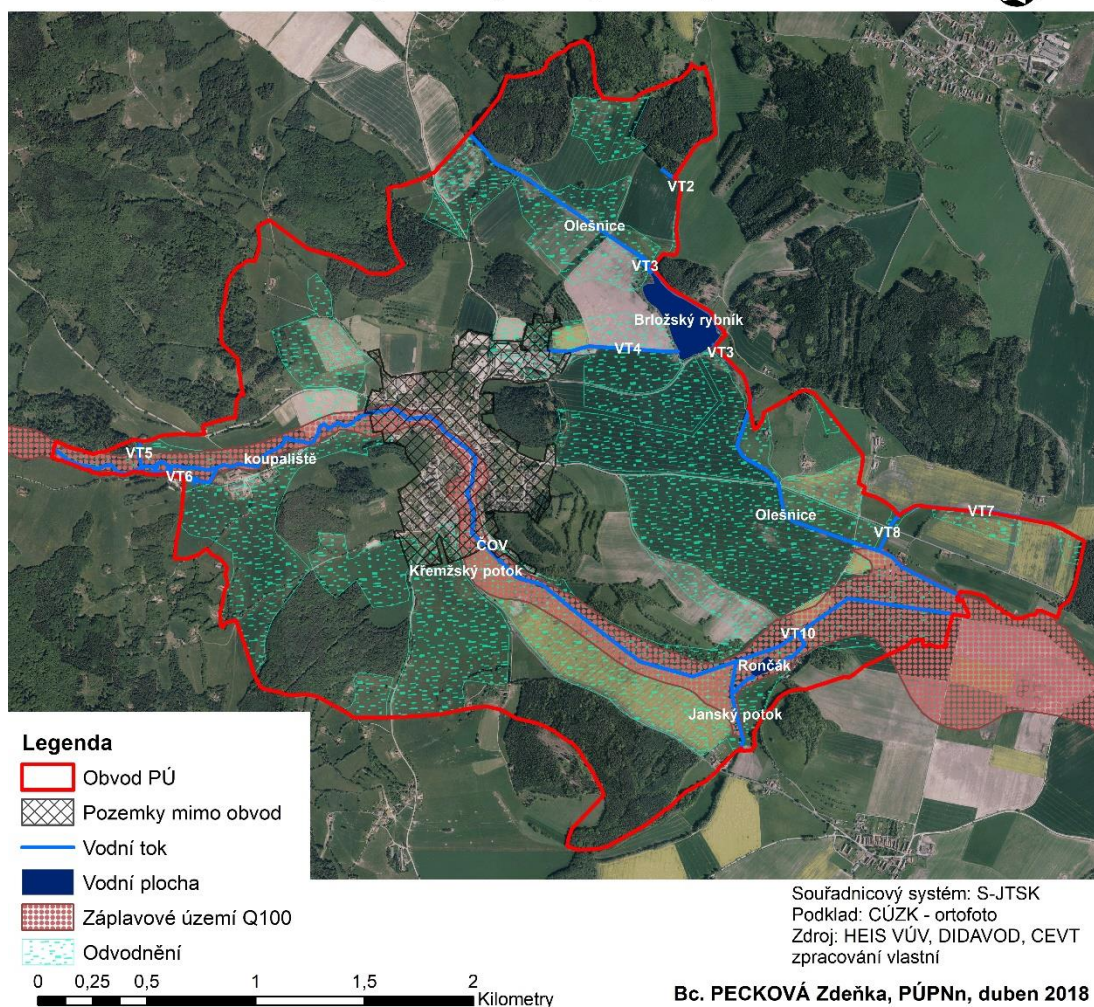 VT2
Olešnice
VT3
Brložský rybník
VT4
VT3
VT5
koupaliště
VT6
Olešnice
VT7
VT8
ČOV
Křemžský potok
VT10
Rončák
Janský potok
Legenda
Obvod PÚ
Pozemky mimo obvod
Vodní tok
Vodní plocha
Záplavové území Q100
Odvodnění
0 0,25 0,5 1 1,5 2
Kilometry
Souřadnicový systém: S-JTSK
Podklad: CÚZK - ortofoto
Zdroj: HEIS VÚV, DIDAVOD, CEVT
zpracování vlastní
Bc. PECKOVÁ Zdeňka, PÚPNn, duben 2018